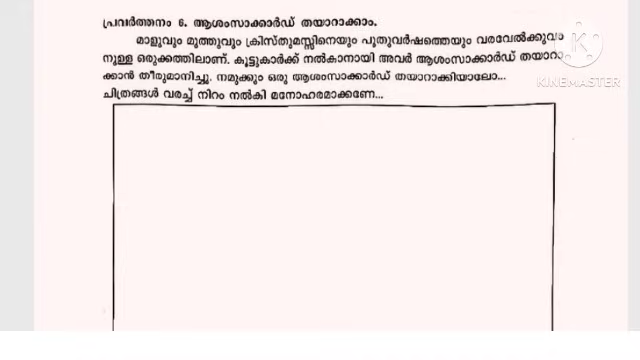 പ്രവർത്തനം 6. ആശംസാക്കാർഡ് തയാറാക്കാം.
മാളുവും മുത്തുവും ക്രിസ്തുമസ്സിനെയും പുതുവർഷത്തെയും വരവേൽക്കുവാ
നുള്ള ഒരുക്കത്തിലാണ്. കൂട്ടുകാർക്ക് നൽകാനായി അവർ ആശംസാക്കാർഡ് തയാറാ
ക്കാൻ തീരുമാനിച്ചു. നമുക്കും ഒരു ആശംസാക്കാർഡ് തയാറാക്കിയാലോ...
ചിത്രങ്ങൾ വരച്ച് നിറം നൽകി മനോഹരമാക്കണേ...
KINEMASTER